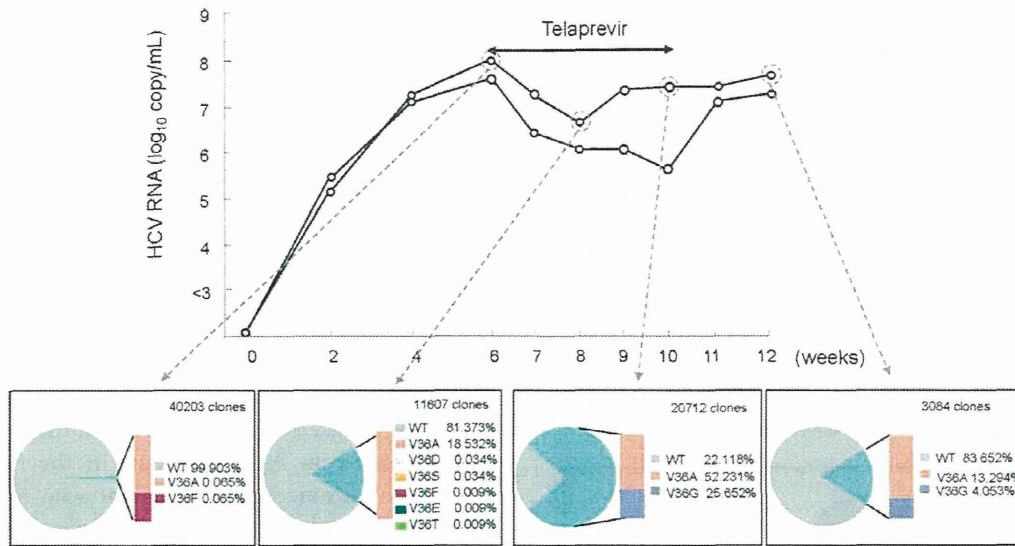 9
8
7
6
5
4
<3
HCV RNA (log10 copy/mL)
Telaprevir
0 2 4 6 7 8 9 10 11 12 (weeks)
40203 clones
WT 99.903%
V36A 0.065%
V36F 0.065%
11607 clones
WT 81.373%
V36A 18.532%
V36D 0.034%
V36S 0.034%
V36F 0.009%
V36E 0.009%
V36T 0.009%
20712 clones
WT 22.118%
V36A 52.231%
V36G 25.652%
3084 clones
WT 83.652%
V36A 13.294%
V36G 4.053%